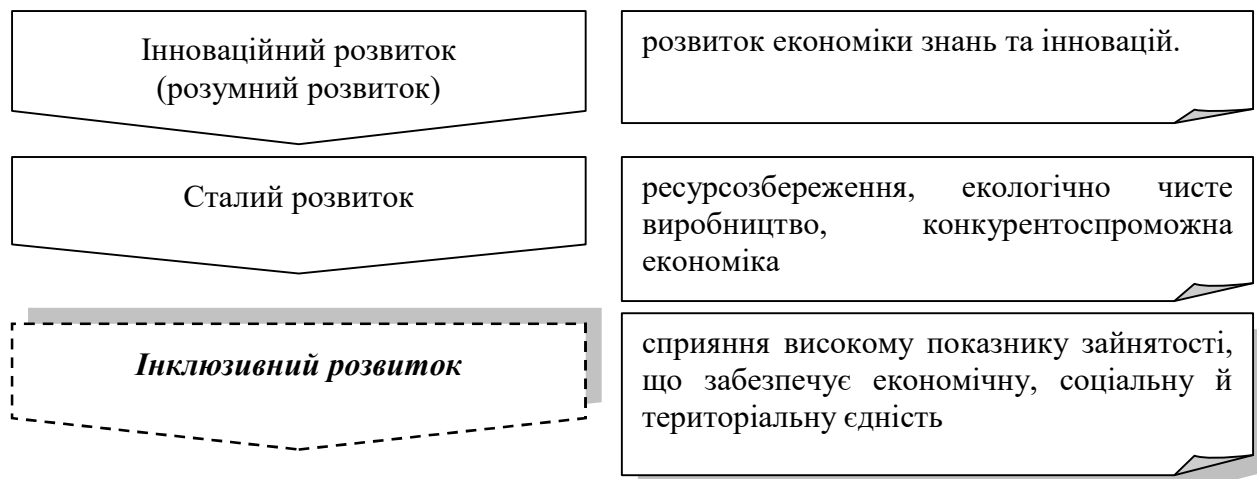 Інноваційний розвиток
(розумний розвиток)
розвиток економіки знань та інновацій.
Сталий розвиток
ресурсозбереження, екологічно чисте
виробництво, конкурентоспроможна
економіка
Інклюзивний розвиток
сприяння високому показнику зайнятості,
що забезпечує економічну, соціальну й
територіальну єдність